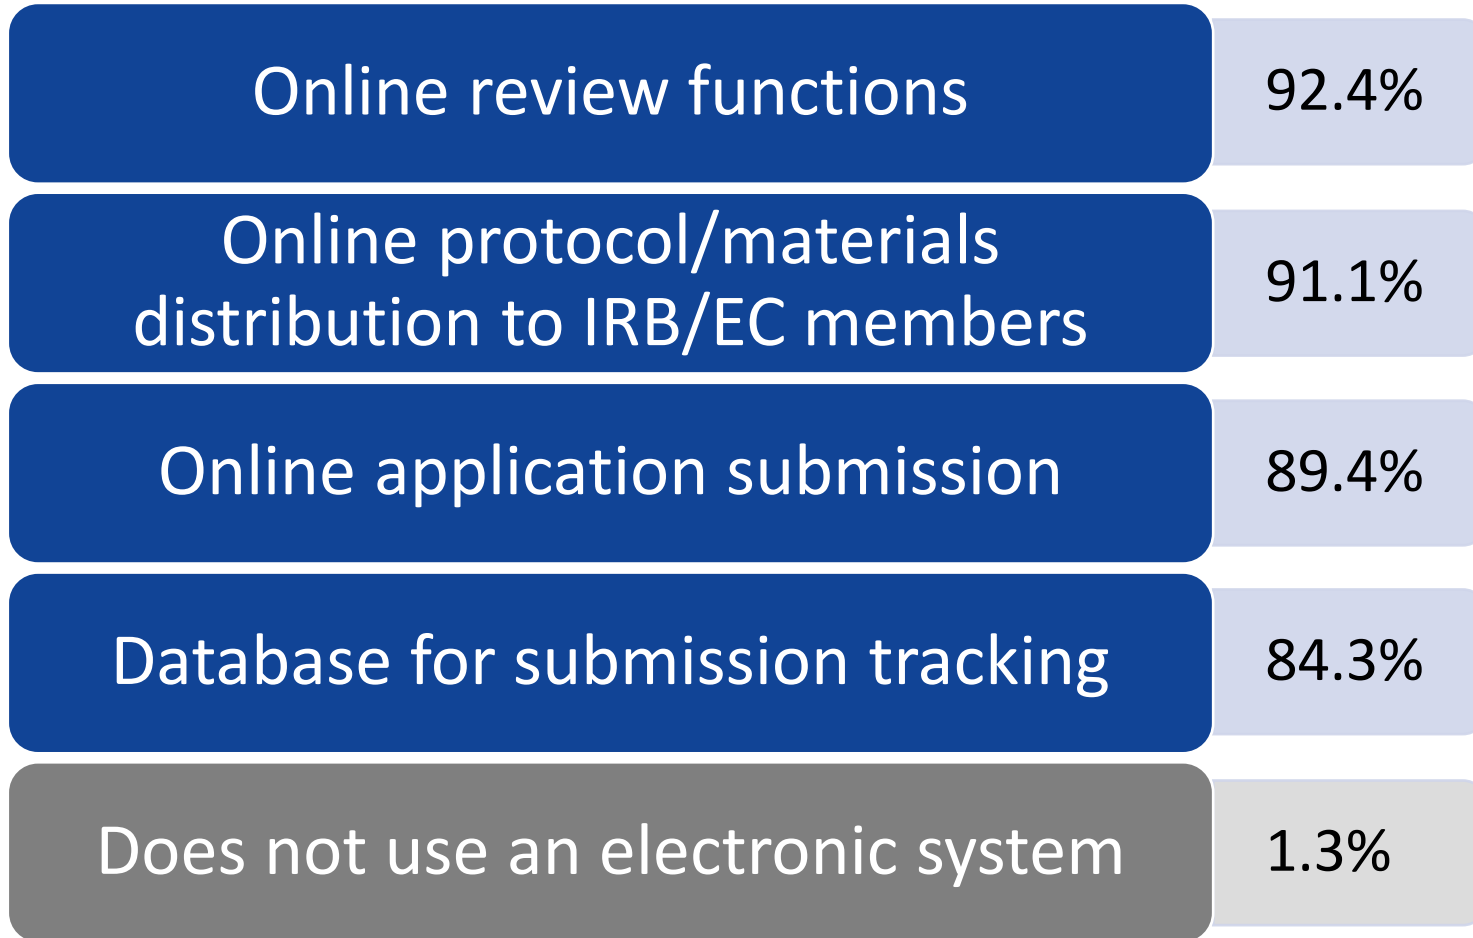 Online review functions 92.4%
Online protocol/materials
distribution to IRB/EC members
91.1%
Online application submission 89.4%
Database for submission tracking 84.3%
Does not use an electronic system 1.3%